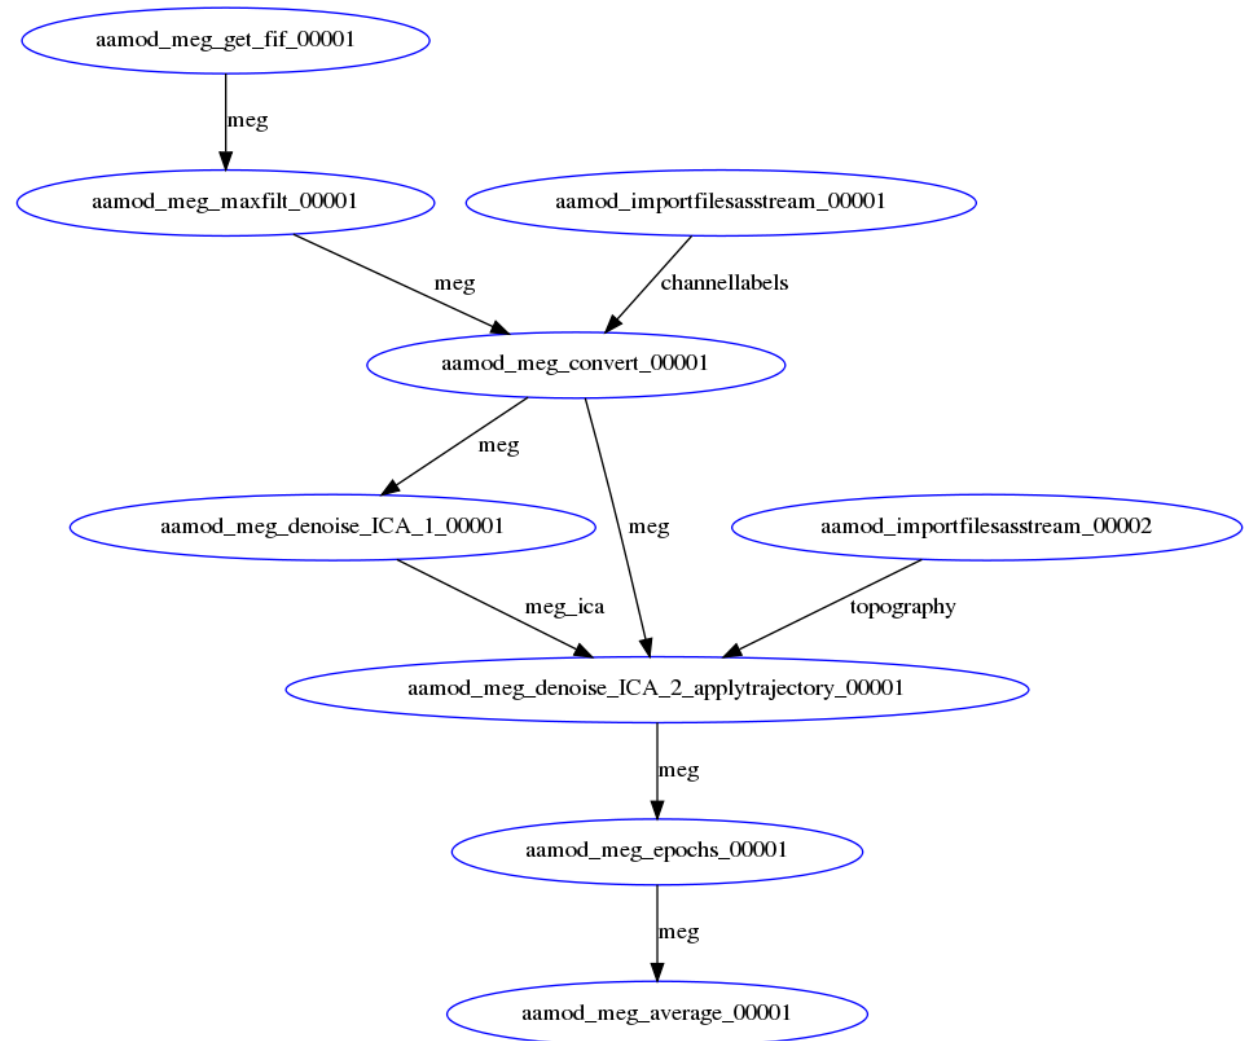 aamod_meg_get_fif_00001
meg
aamod_meg_maxfilt_00001
aamod_importfilesasstream_00001
meg
channellabels
aamod_meg_convert_00001
meg
aamod_meg_denoise_ICA_1_00001
meg
aamod_importfilesasstream_00002
meg_ica
topography
aamod_meg_denoise_ICA_2_applytrajectory_00001
meg
aamod_meg_epochs_00001
meg
aamod_meg_average_00001